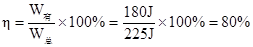 η = W有/W总 × 100% = 180J/225J × 100% = 80%